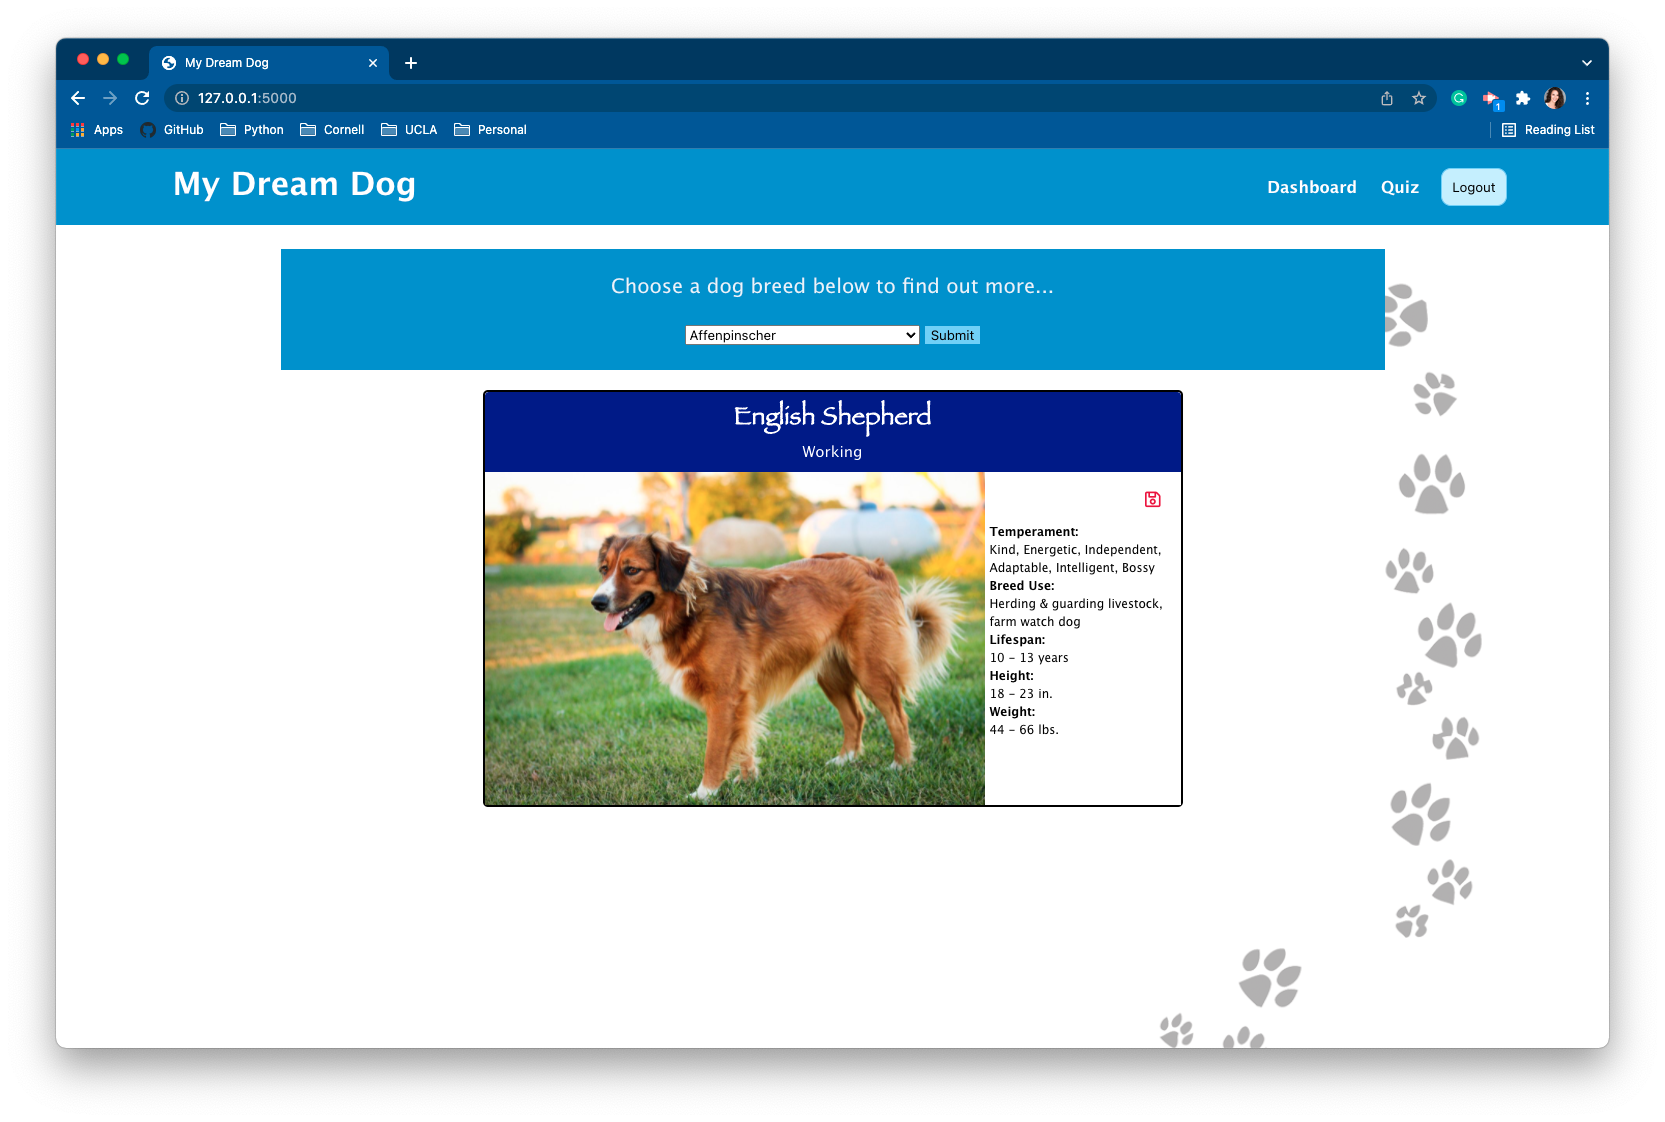 My Dream Dog
127.0.0.1:5000
1
Apps GitHub Python Cornell UCLA Personal Reading List
My Dream Dog
Dashboard Quiz Logout
Choose a dog breed below to find out more...
Affenpinscher Submit
English Shepherd
Working
Temperament:
Kind, Energetic, Independent,
Adaptable, Intelligent, Bossy
Breed Use:
Herding & guarding livestock,
farm watch dog
Lifespan:
10 - 13 years
Height:
18 - 23 in.
Weight:
44 - 66 lbs.